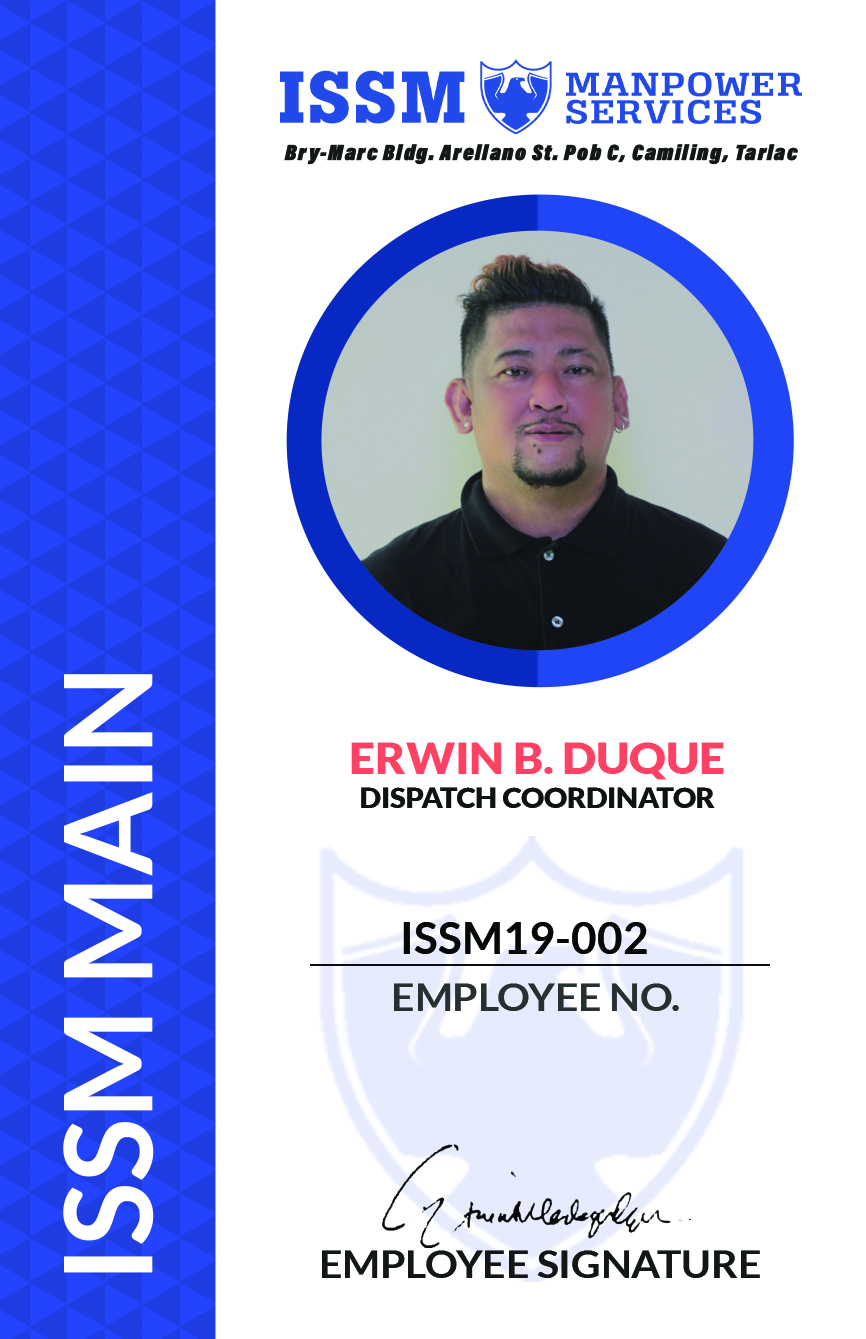 ISSM MANPOWER
SERVICES
Bry-Marc Bldg. Arellano St. Pob C, Camiling, Tarlac
ERWIN B. DUQUE
DISPATCH COORDINATOR
ISSM19-002
EMPLOYEE NO.
EMPLOYEE SIGNATURE
ISSM MAIN